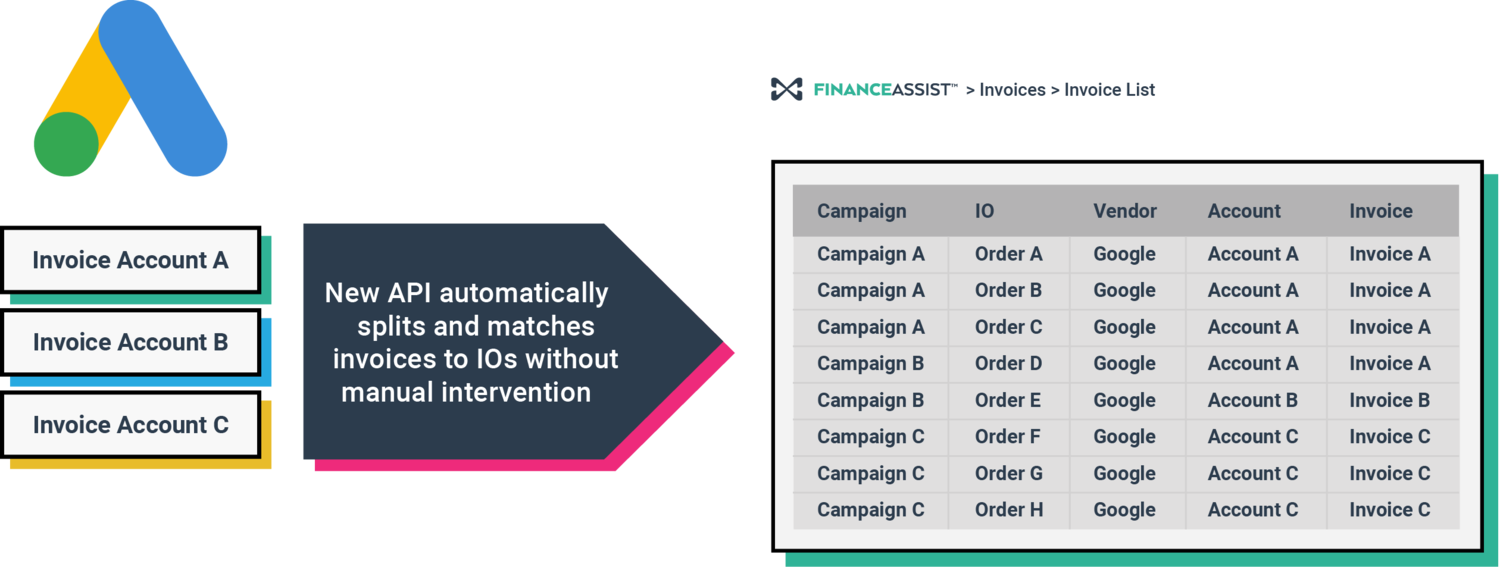 FINANCEASSIST™ > Invoices > Invoice List
Invoice Account A
Invoice Account B
Invoice Account C
New API automatically
splits and matches
invoices to IOs without
manual intervention
Campaign IO Vendor Account Invoice
Campaign A Order A Google Account A Invoice A
Campaign A Order B Google Account A Invoice A
Campaign A Order C Google Account A Invoice A
Campaign B Order D Google Account A Invoice A
Campaign B Order E Google Account B Invoice B
Campaign C Order F Google Account C Invoice C
Campaign C Order G Google Account C Invoice C
Campaign C Order H Google Account C Invoice C